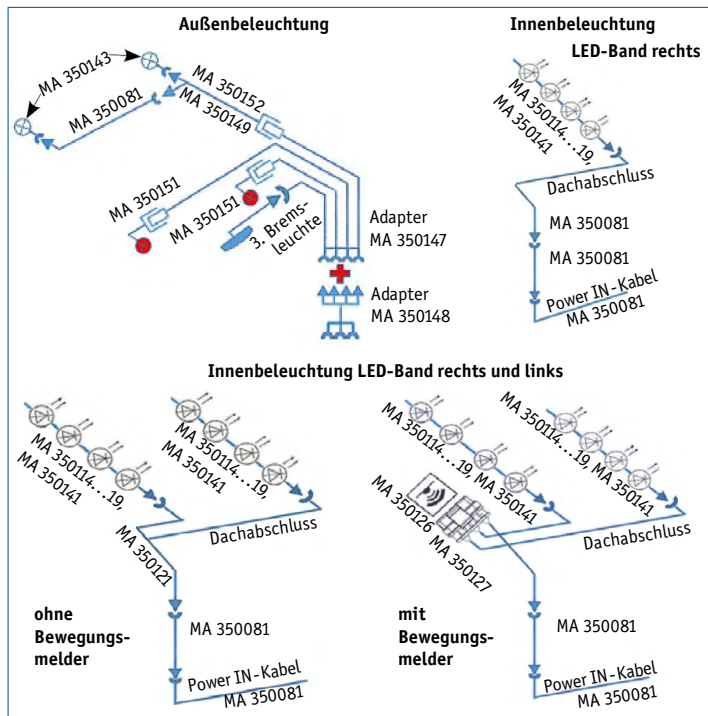 Außenbeleuchtung
MA 350143
MA 350081
MA 350152
MA 350149
MA 350151
MA 350151
3. Brems-
leuchte
Adapter
MA 350147
Adapter
MA 350148
Innenbeleuchtung
LED-Band rechts
MA 350114...19,
MA 350141
Dachabschluss
MA 350081
MA 350081
Power IN-Kabel
MA 350081
Innenbeleuchtung LED-Band rechts und links
MA 350114...19,
MA 350141
MA 350114...19,
MA 350141
MA 350121
Dachabschluss
ohne
Bewegungs-
melder
MA 350081
Power IN-Kabel
MA 350081
MA 350114...19, MA 350141
MA 350114...19, MA 350141
MA 350126
MA 350127
Dachabschluss
mit
Bewegungs-
melder
MA 350081
Power IN-Kabel
MA 350081